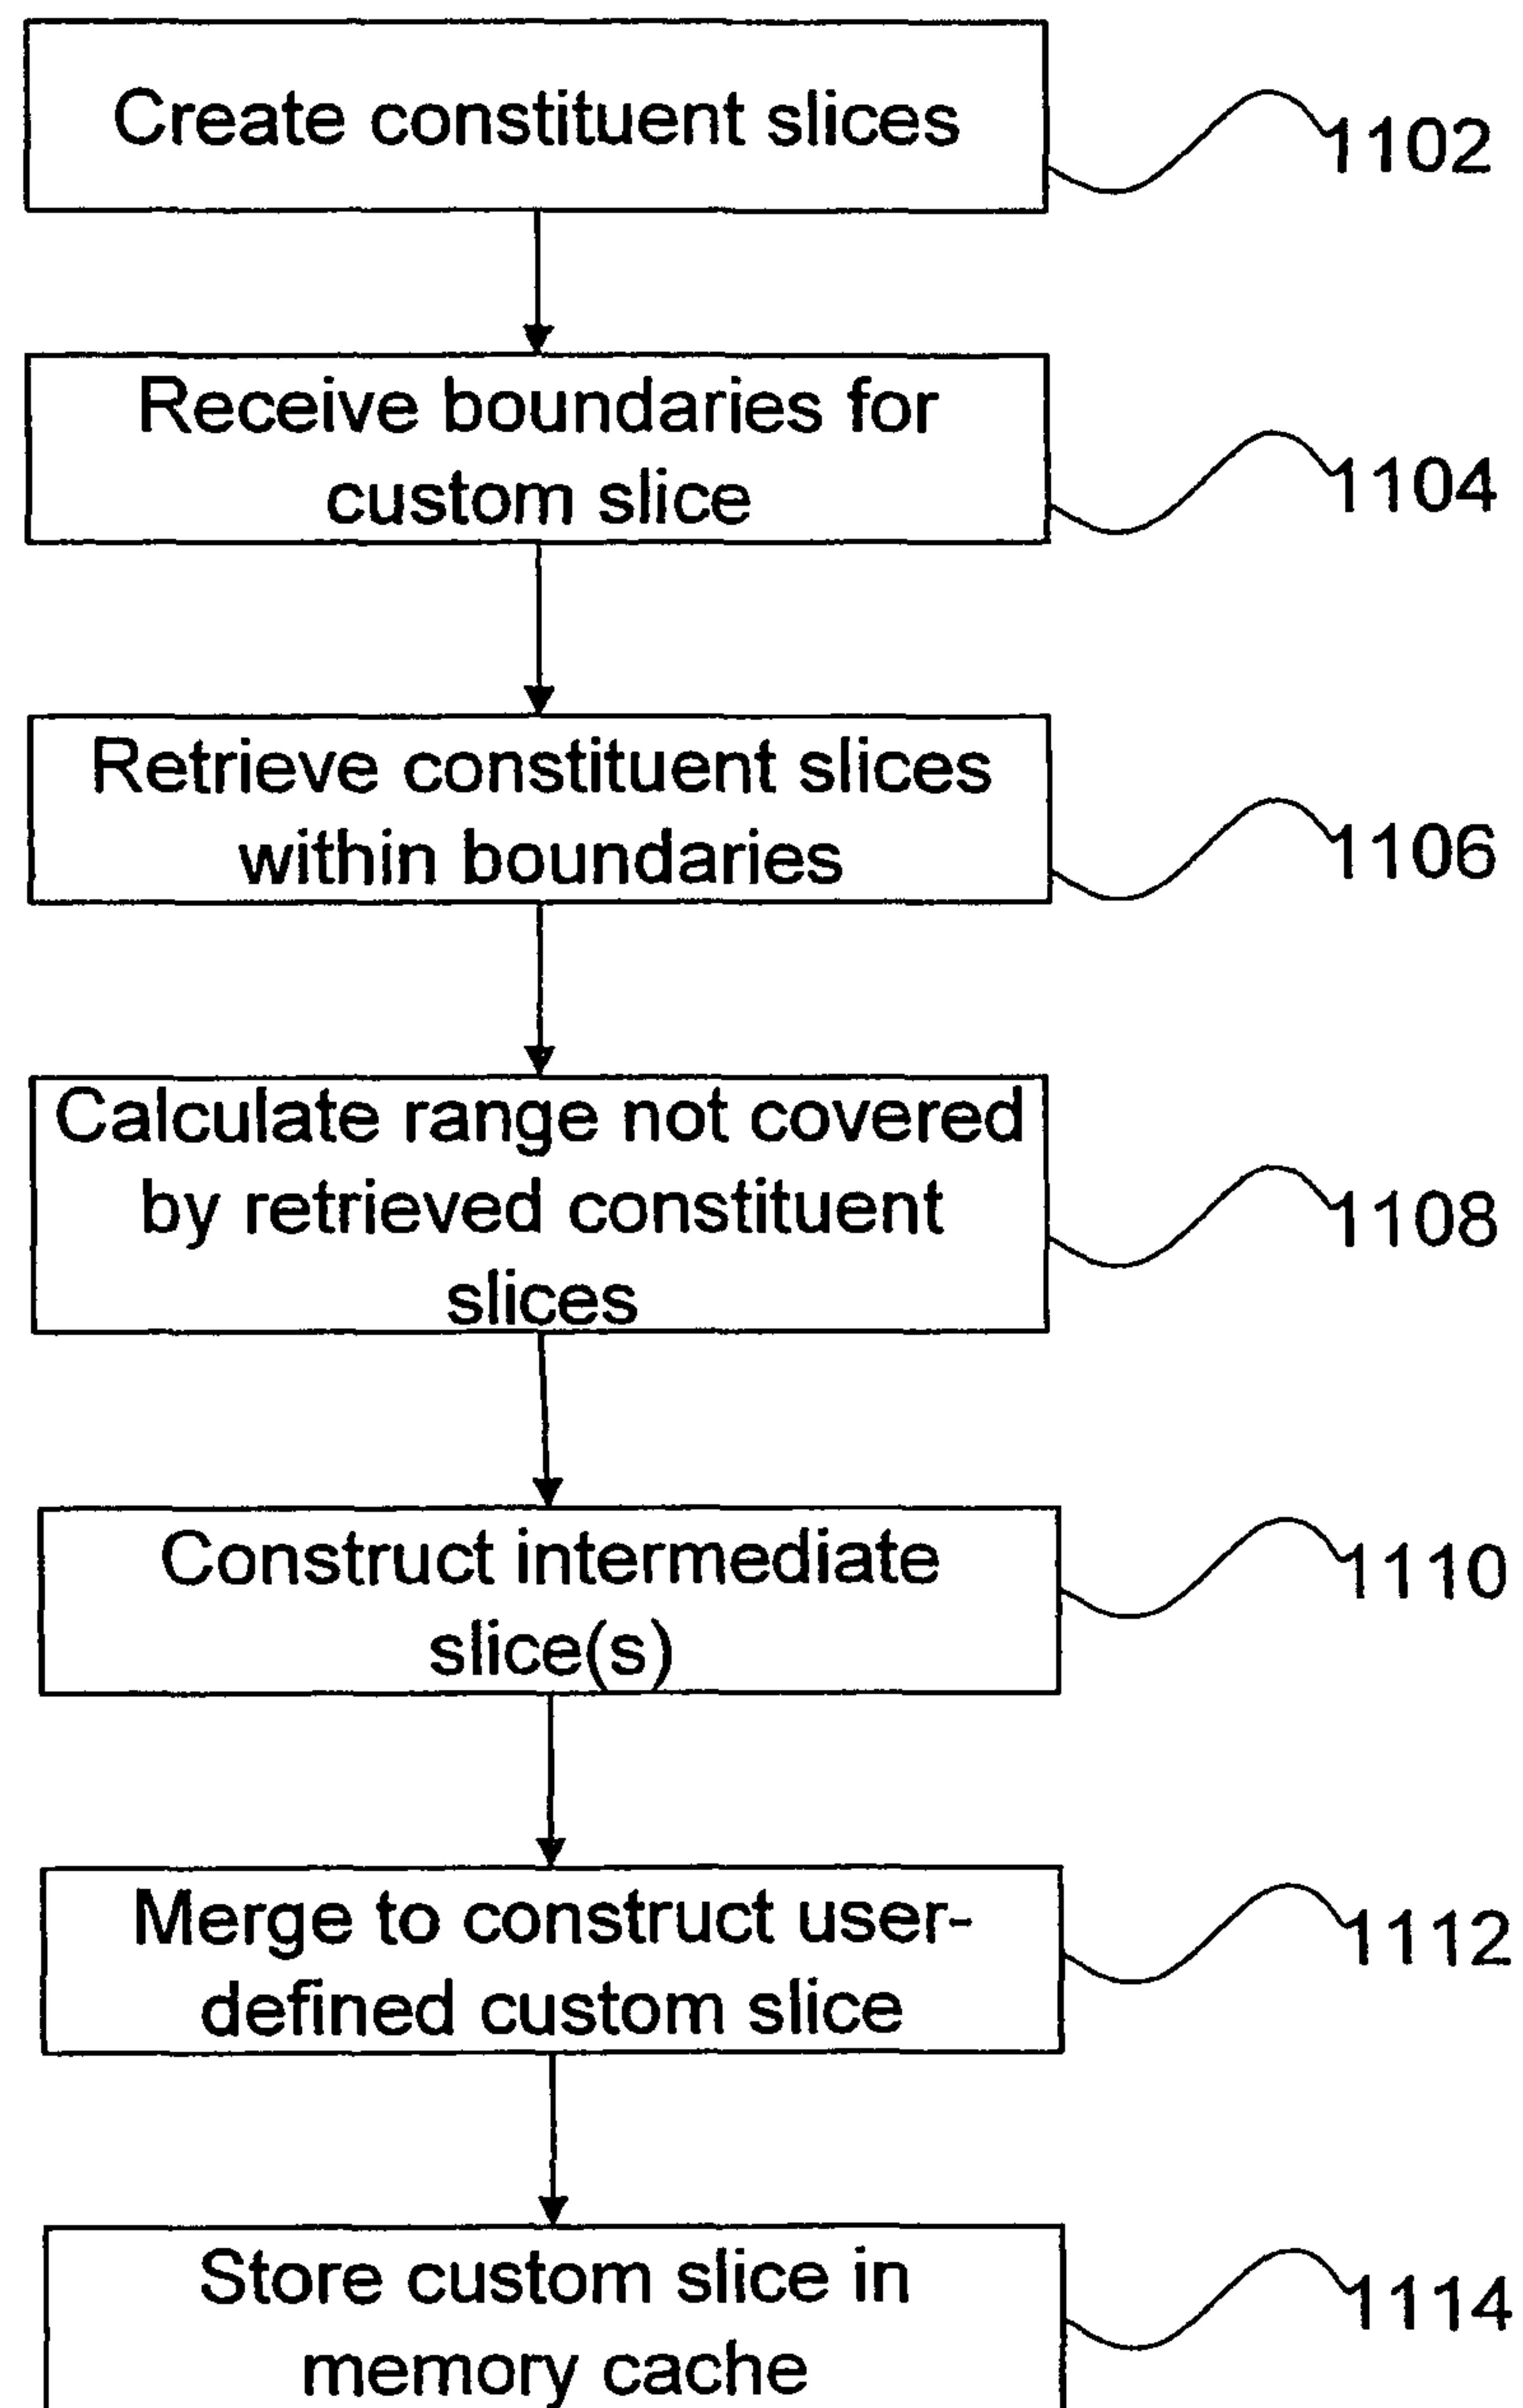 Create constituent slices
1102
Receive boundaries for
custom slice
1104
Retrieve constituent slices
within boundaries
1106
Calculate range not covered
by retrieved constituent
slices
1108
Construct intermediate
slice(s)
1110
Merge to construct user-
defined custom slice
1112
Store custom slice in
memory cache
1114